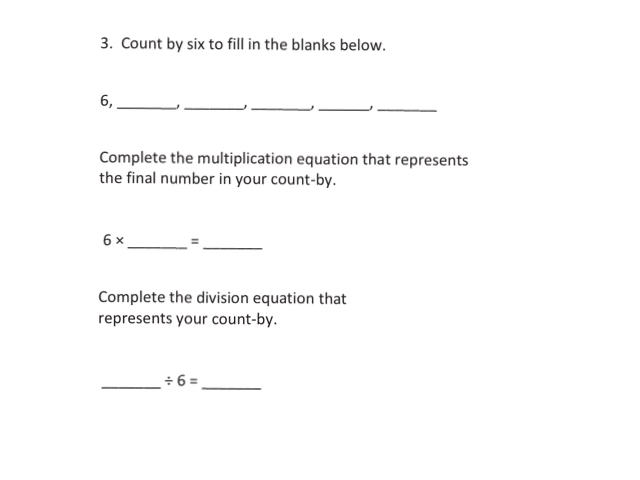 3. Count by six to fill in the blanks below.
6, ______, ______, ______, ______, ______
Complete the multiplication equation that represents
the final number in your count-by.
6 × ______ = ______
Complete the division equation that
represents your count-by.
______ ÷ 6 = ______